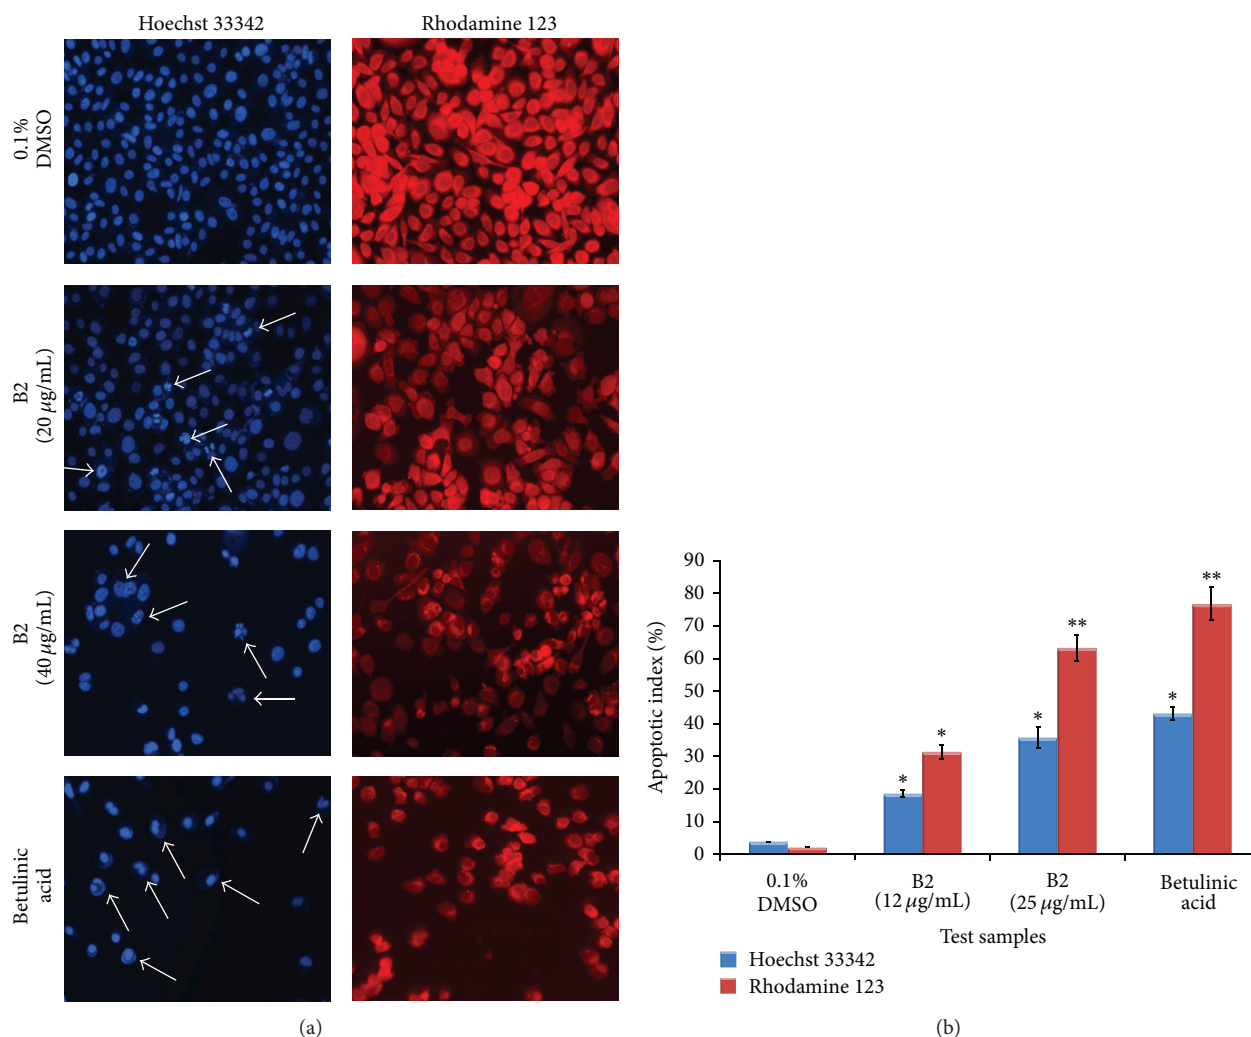 Hoechst 33342
Rhodamine 123
0.1%
DMSO
B2
(20 μg/mL)
B2
(40 μg/mL)
Betulinic
acid
(a)
90
80
70
60
50
40
30
20
10
0
Apoptotic index (%)
*
*
*
**
*
**
0.1%
DMSO
B2
(12 μg/mL)
B2
(25 μg/mL)
Betulinic
acid
Test samples
Hoechst 33342
Rhodamine 123
(b)